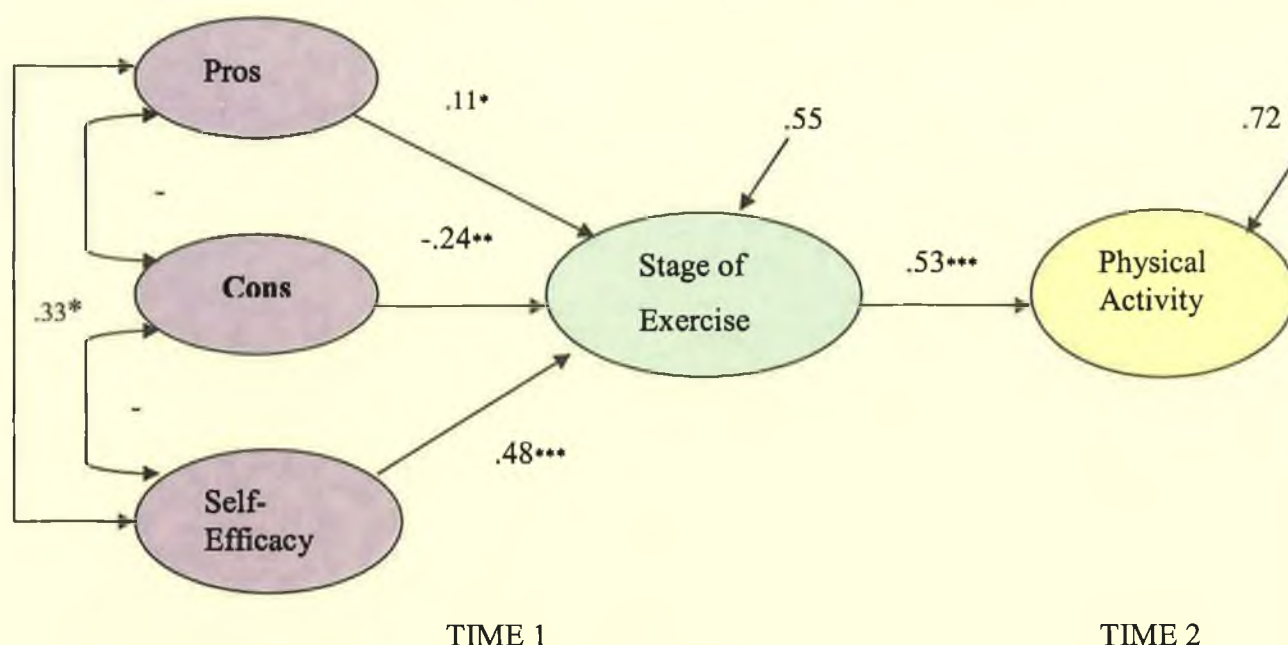 Pros
.11*
.55
.72
-
-.24**
Stage of
Exercise
.53***
Physical
Activity
Cons
.33*
-
.48***
Self-
Efficacy
TIME 1
TIME 2